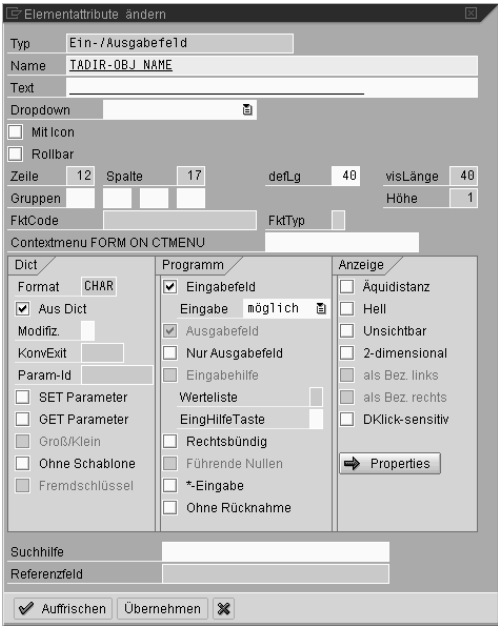 Elementattribute ändern
Typ Ein-/Ausgabefeld
Name TADIR-OBJ_NAME
Text
Dropdown
Mit Icon
Rollbar
Zeile 12 Spalte 17 defLg 40 visLänge 40
Gruppen Höhe 1
FktCode FktTyp
Contextmenu FORM ON CTMENU
Dict
Format CHAR
Aus Dict
Modifiz.
KonvExit
Param-Id
SET Parameter
GET Parameter
Groß/Klein
Ohne Schablone
Fremdschlüssel
Programm
Eingabefeld
Eingabe möglich
Ausgabefeld
Nur Ausgabefeld
Eingabehilfe
Werteliste
EingHilfeTaste
Rechtsbündig
Führende Nullen
*-Eingabe
Ohne Rücknahme
Anzeige
Äquidistanz
Hell
Unsichtbar
2-dimensional
als Bez. links
als Bez. rechts
DKlick-sensitiv
Properties
Suchhilfe
Referenzfeld
Auffrischen Übernehmen